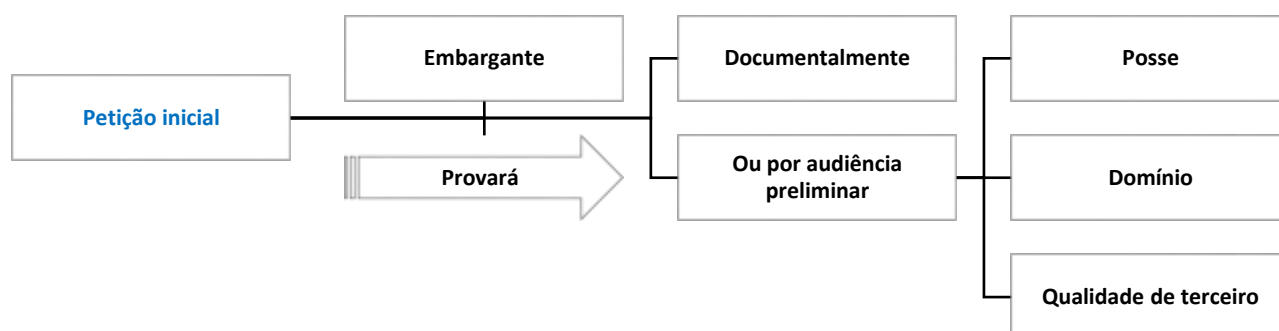 Petição inicial
Embargante
Provará
Documentalmente
Ou por audiência
preliminar
Posse
Domínio
Qualidade de terceiro